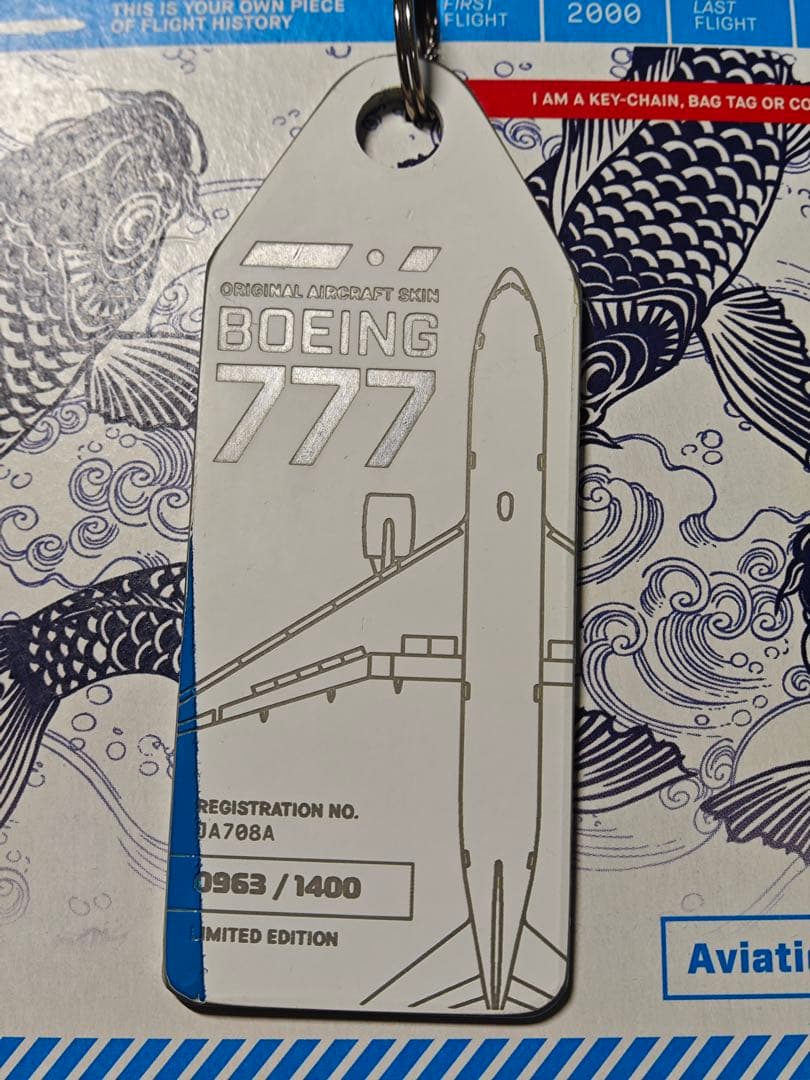 THIS IS YOUR OWN PIECE
OF FLIGHT HISTORY
FIRST
FLIGHT
2000
LAST
FLIGHT
I AM A KEY-CHAIN, BAG TAG OR CO
ORIGINAL AIRCRAFT SKIN
BOEING
777
REGISTRATION NO.
JA708A
0963 / 1400
LIMITED EDITION
Aviati